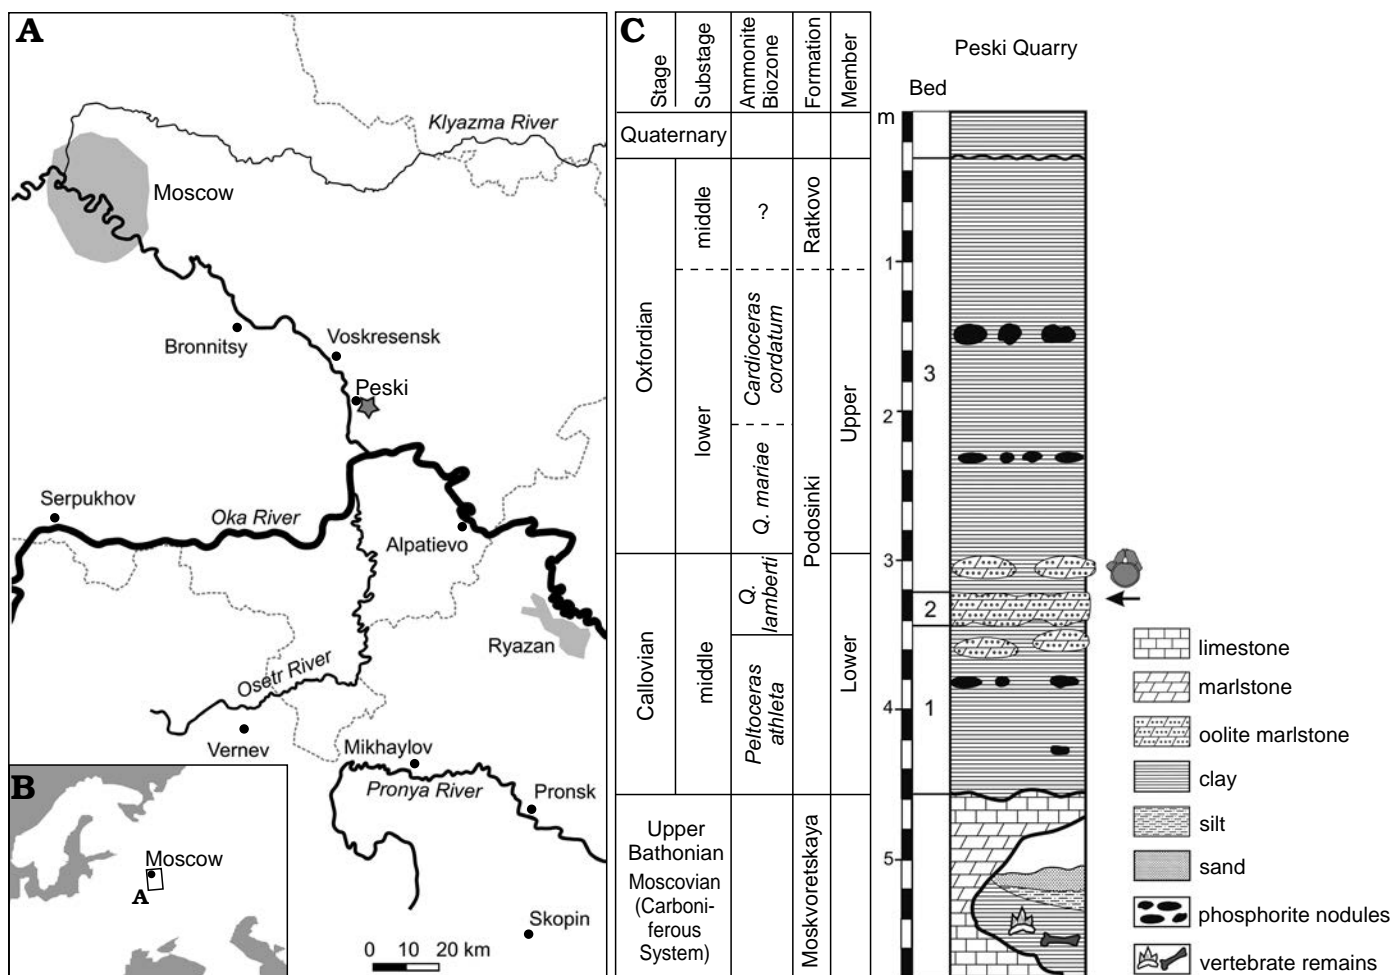 A
Klyazma River
Moscow
Bronnitsy
Voskresensk
Peski
Serpukhov
Oka River
Alpatievo
Ryazan
Osetr River
Vernev
Mikhaylov
Pronya River
Pronsk
Skopin
0 10 20 km
B
Moscow
A
C
Stage
Substage
Ammonite
Biozone
Formation
Member
Peski Quarry
Bed
m
Quaternary
Oxfordian
middle
?
Ratkovo
lower
Cardioceras
cordatum
Q. mariae
Podosinki
Upper
Callovian
middle
Q.
lamberti
Peltoceras
athleta
Lower
Upper
Bathonian
Moscovian
(Carboni-
ferous
System)
Moskvoretskaya
1
2
3
4
5
3
2
1
limestone
marlstone
oolite marlstone
clay
silt
sand
phosphorite nodules
vertebrate remains